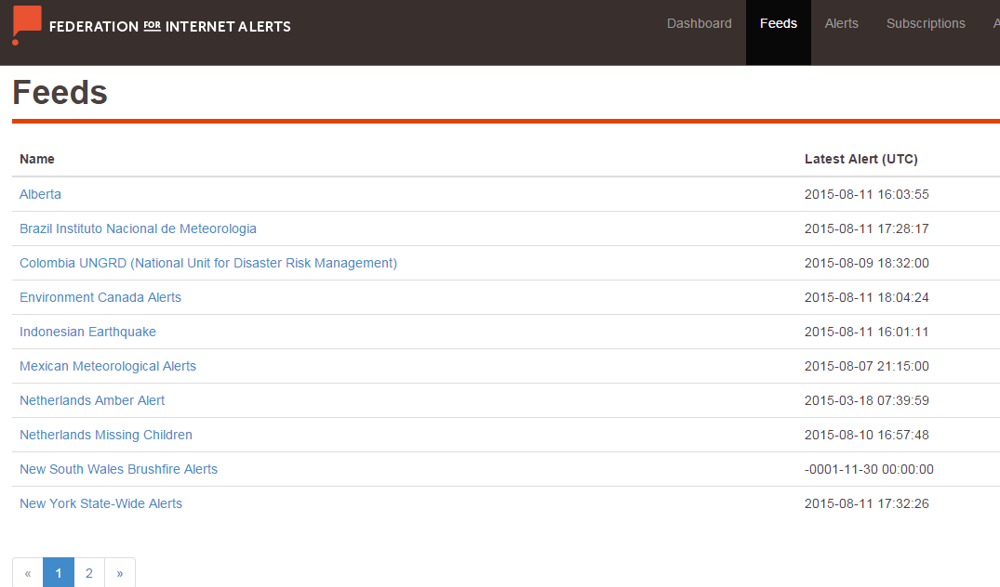 FEDERATION FOR INTERNET ALERTS
Dashboard Feeds Alerts Subscriptions A
Feeds
Name Latest Alert (UTC)
Alberta 2015-08-11 16:03:55
Brazil Instituto Nacional de Meteorologia 2015-08-11 17:28:17
Colombia UNGRD (National Unit for Disaster Risk Management) 2015-08-09 18:32:00
Environment Canada Alerts 2015-08-11 18:04:24
Indonesian Earthquake 2015-08-11 16:01:11
Mexican Meteorological Alerts 2015-08-07 21:15:00
Netherlands Amber Alert 2015-03-18 07:39:59
Netherlands Missing Children 2015-08-10 16:57:48
New South Wales Brushfire Alerts -0001-11-30 00:00:00
New York State-Wide Alerts 2015-08-11 17:32:26
« 1 2 »